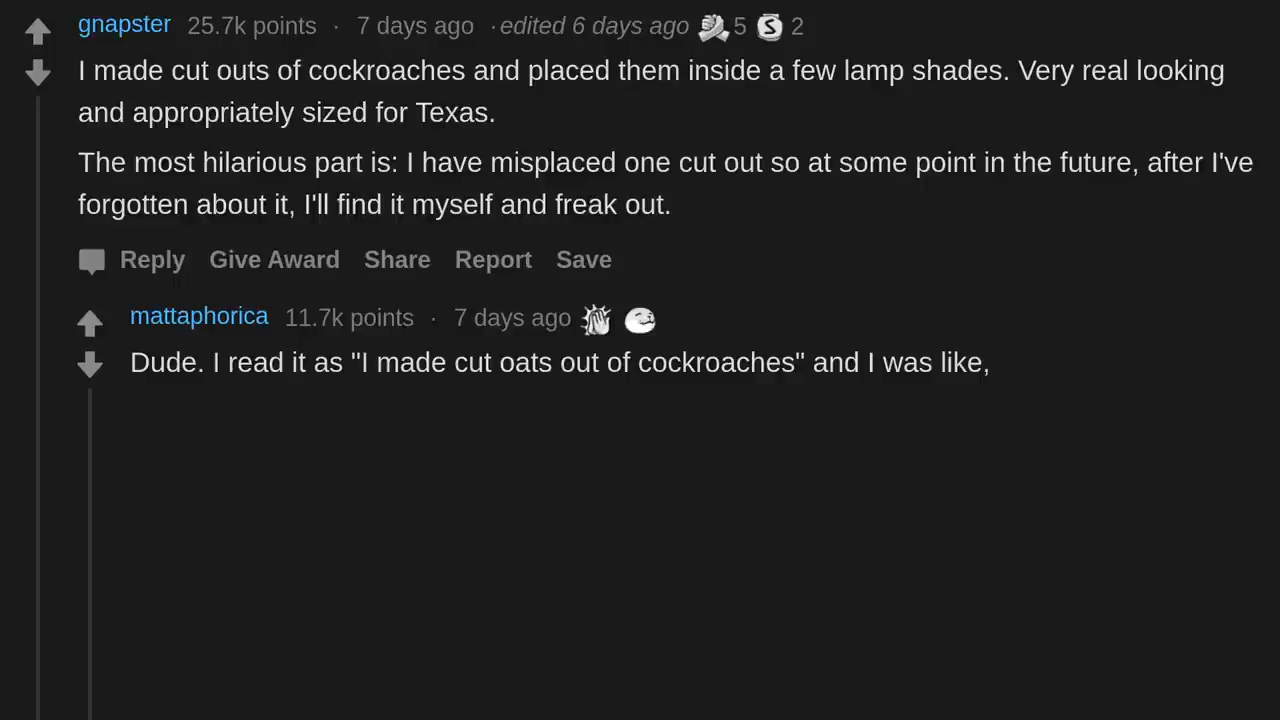 gnapster 25.7k points · 7 days ago · edited 6 days ago 5 S 2
I made cut outs of cockroaches and placed them inside a few lamp shades. Very real looking
and appropriately sized for Texas.
The most hilarious part is: I have misplaced one cut out so at some point in the future, after I've
forgotten about it, I'll find it myself and freak out.
Reply Give Award Share Report Save
mattaphorica 11.7k points · 7 days ago
Dude. I read it as "I made cut oats out of cockroaches" and I was like,